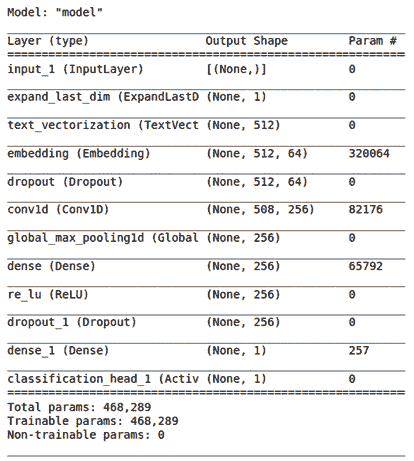 Model: "model"
Layer (type) Output Shape Param #
input_1 (InputLayer) [(None,)] 0
expand_last_dim (ExpandLastD (None, 1) 0
text_vectorization (TextVect (None, 512) 0
embedding (Embedding) (None, 512, 64) 320064
dropout (Dropout) (None, 512, 64) 0
conv1d (Conv1D) (None, 508, 256) 82176
global_max_pooling1d (Global (None, 256) 0
dense (Dense) (None, 256) 65792
re_lu (ReLU) (None, 256) 0
dropout_1 (Dropout) (None, 256) 0
dense_1 (Dense) (None, 1) 257
classification_head_1 (Activ (None, 1) 0
Total params: 468,289
Trainable params: 468,289
Non-trainable params: 0